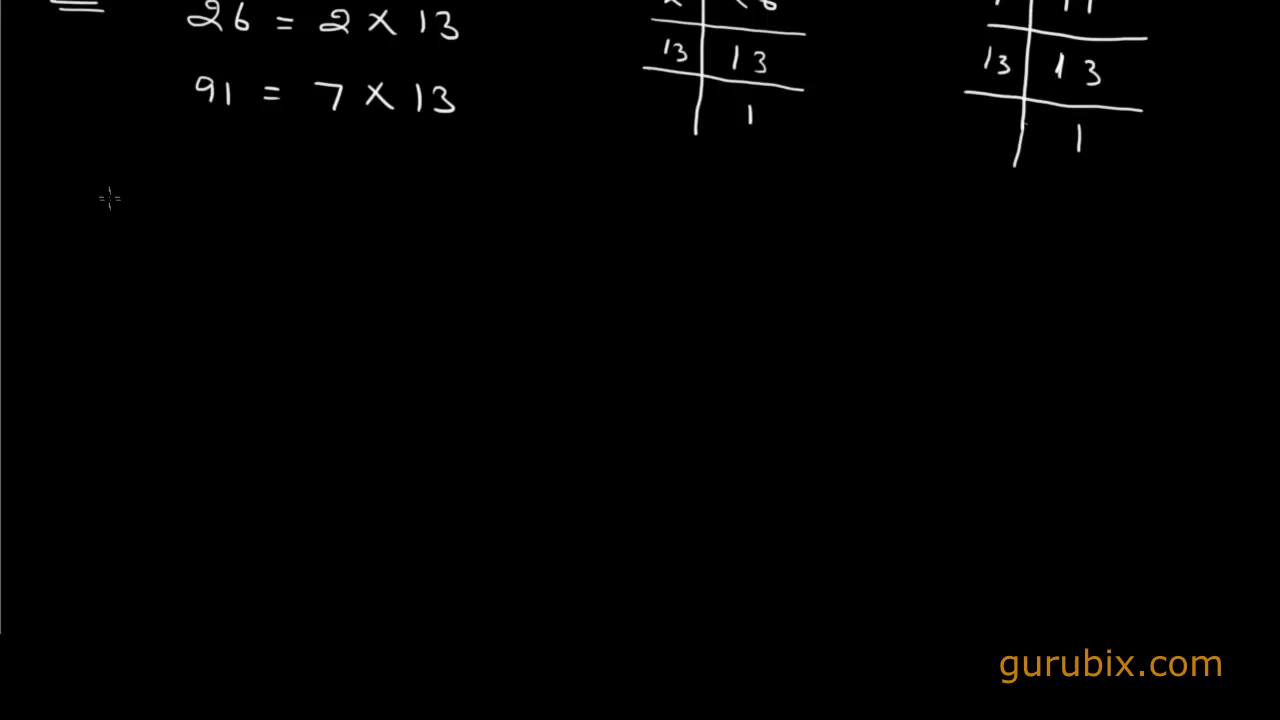 26 = 2 × 13
91 = 7 × 13
13 | 13
1
13 | 13
1
gurubix.com